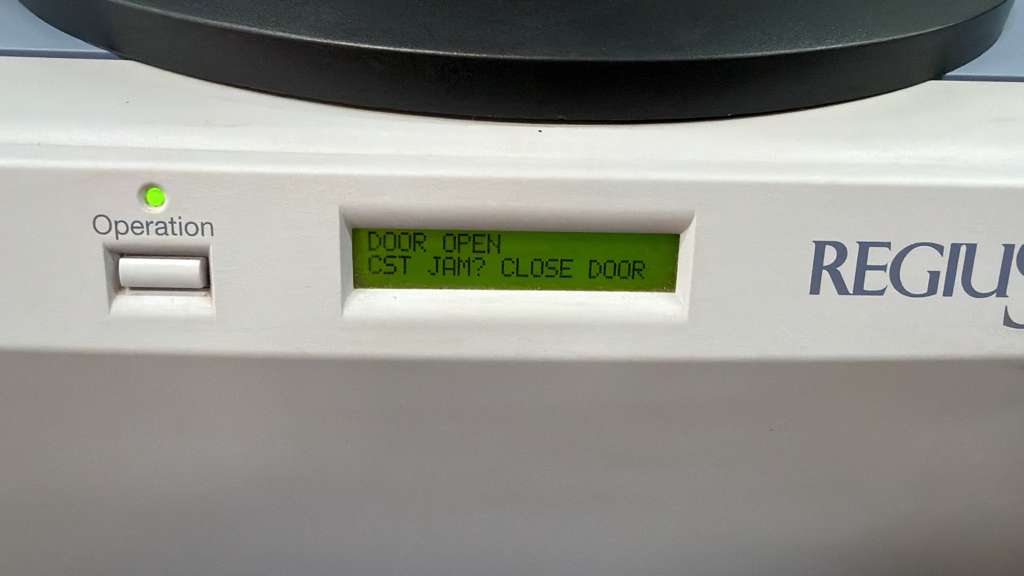 Operation
DOOR OPEN
CST JAM? CLOSE DOOR
REGIUS